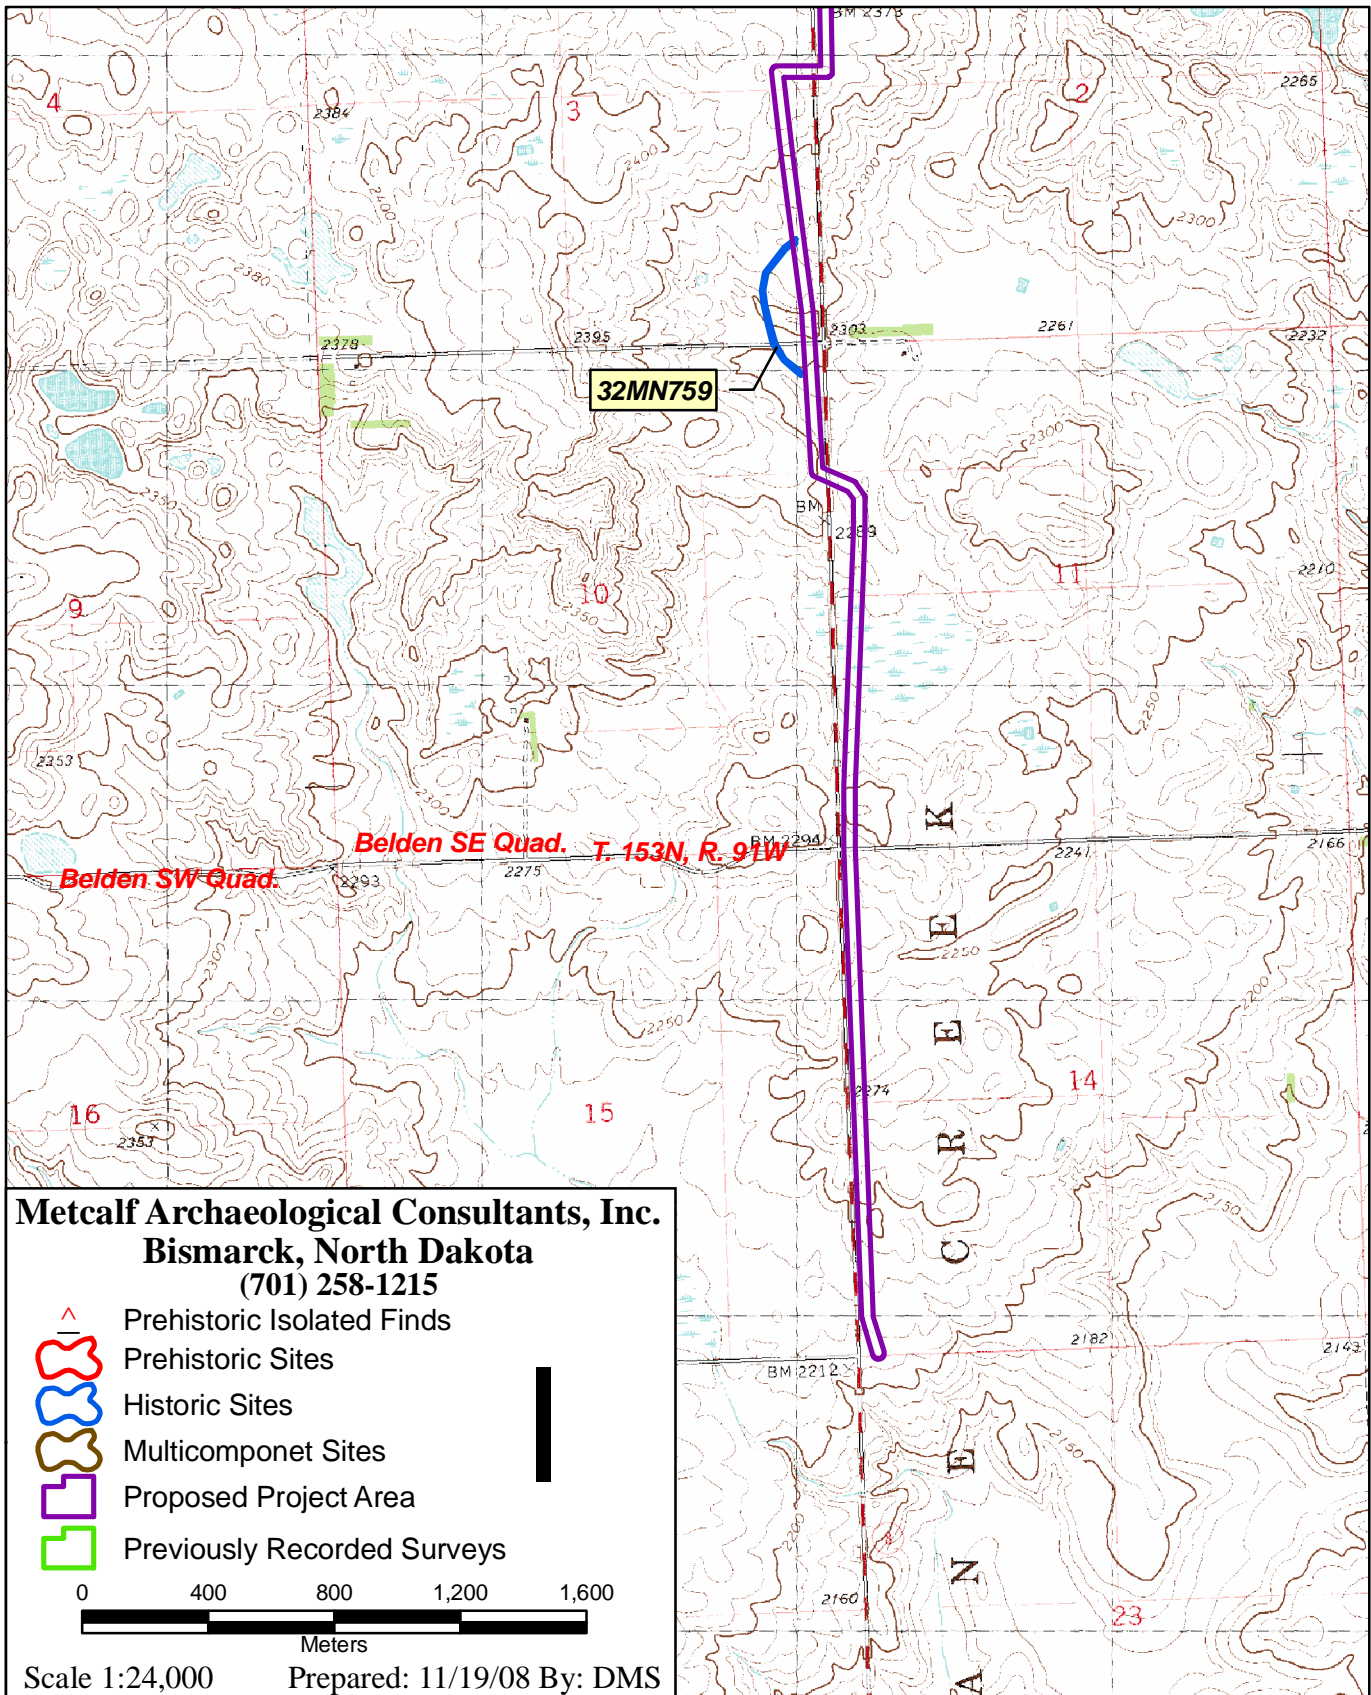 BM 2373
4
2384
3
2
2265
2400
2300
2300
2400
2380
2378
2395
2303
2261
2232
32MN759
2300
2350
BM
2289
9
10
2350
11
2210
2250
2353
2300
K
Belden SE Quad.
T. 153N, R. 91W
BM 2294
2241
2166
Belden SW Quad.
2293
2275
E
2250
2307
2200
2250
E
2274
14
16
15
2353
R
2150
C
Metcalf Archaeological Consultants, Inc.
Bismarck, North Dakota
(701) 258-1215
Prehistoric Isolated Finds
Prehistoric Sites
Historic Sites
Multicomponet Sites
Proposed Project Area
Previously Recorded Surveys
0 400 800 1,200 1,600
Meters
Scale 1:24,000 Prepared: 11/19/08 By: DMS
2182
2143
BM 2212
E
2150
2200
N
2160
23
A